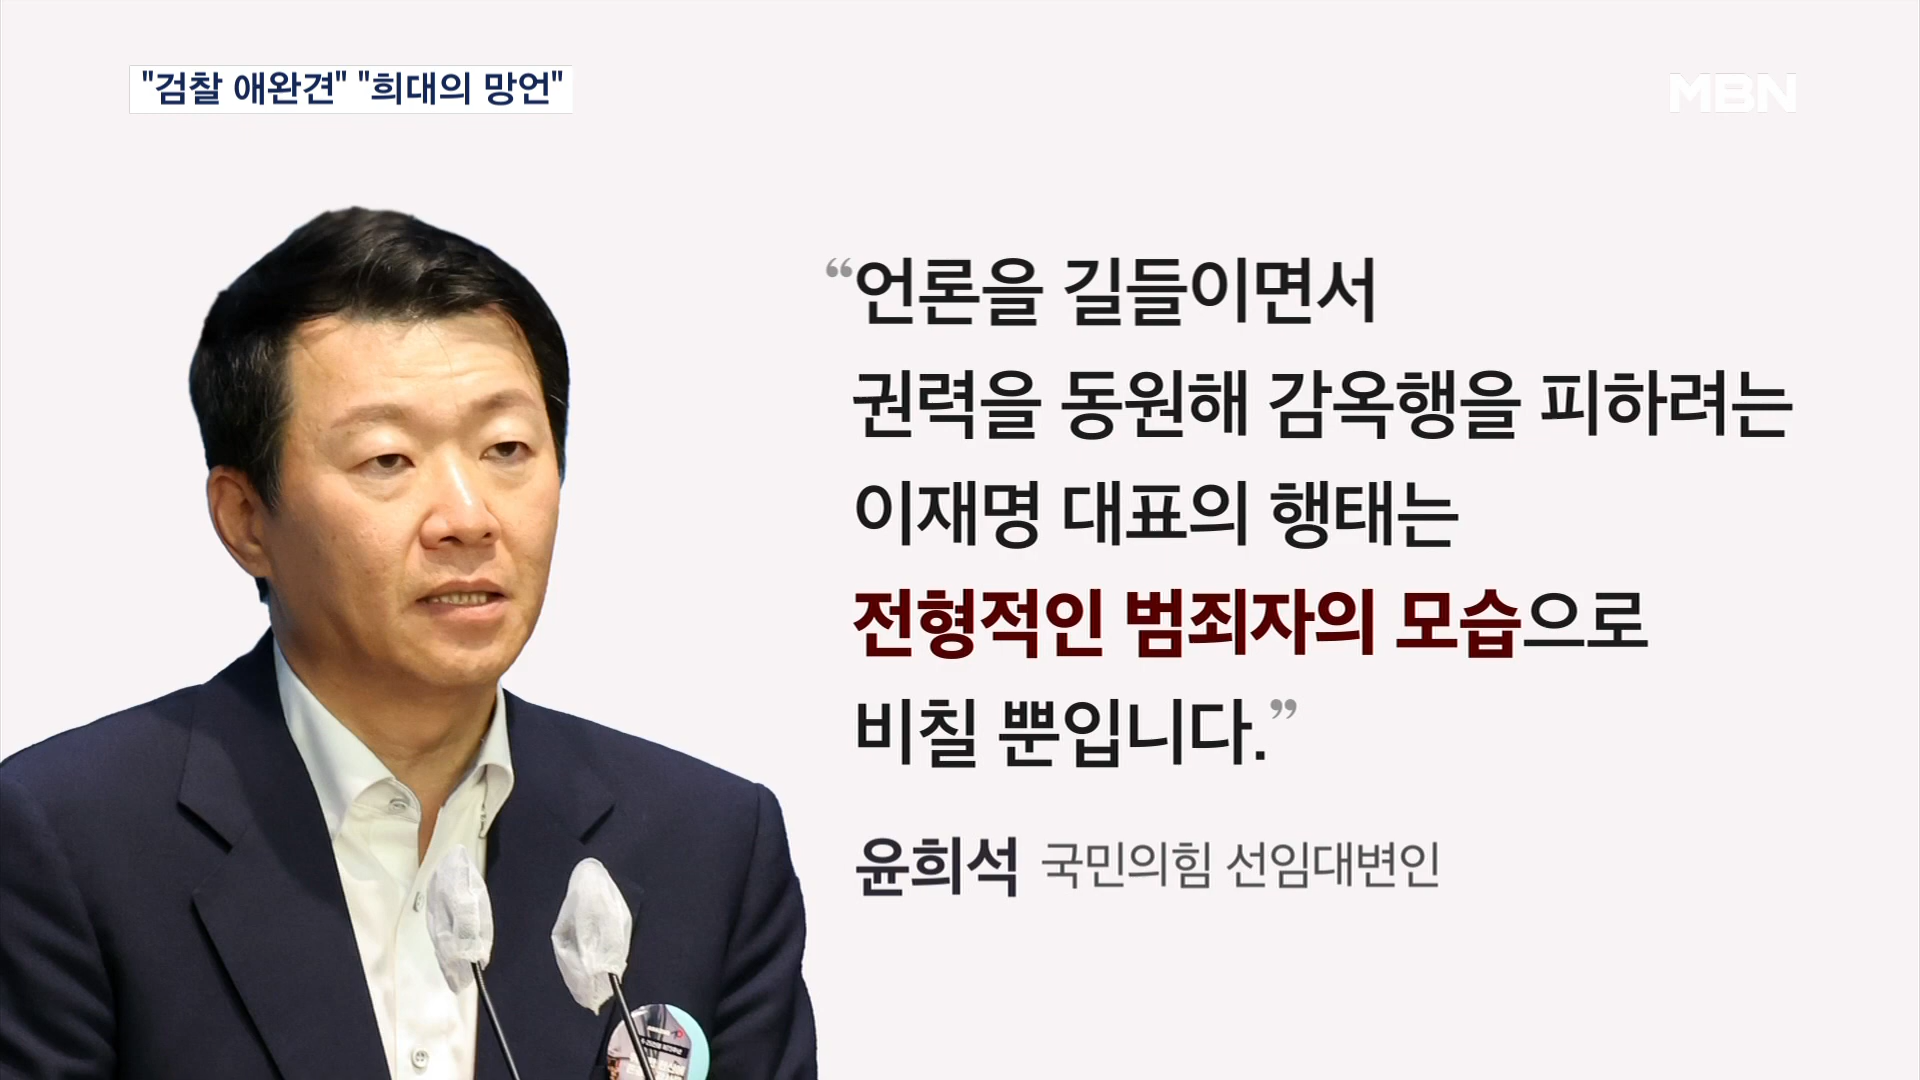 "검찰 애완견" "희대의 망언"
MBN
“언론을 길들이면서
권력을 동원해 감옥행을 피하려는
이재명 대표의 행태는
전형적인 범죄자의 모습으로
비칠 뿐입니다.”
윤희석 국민의힘 선임대변인